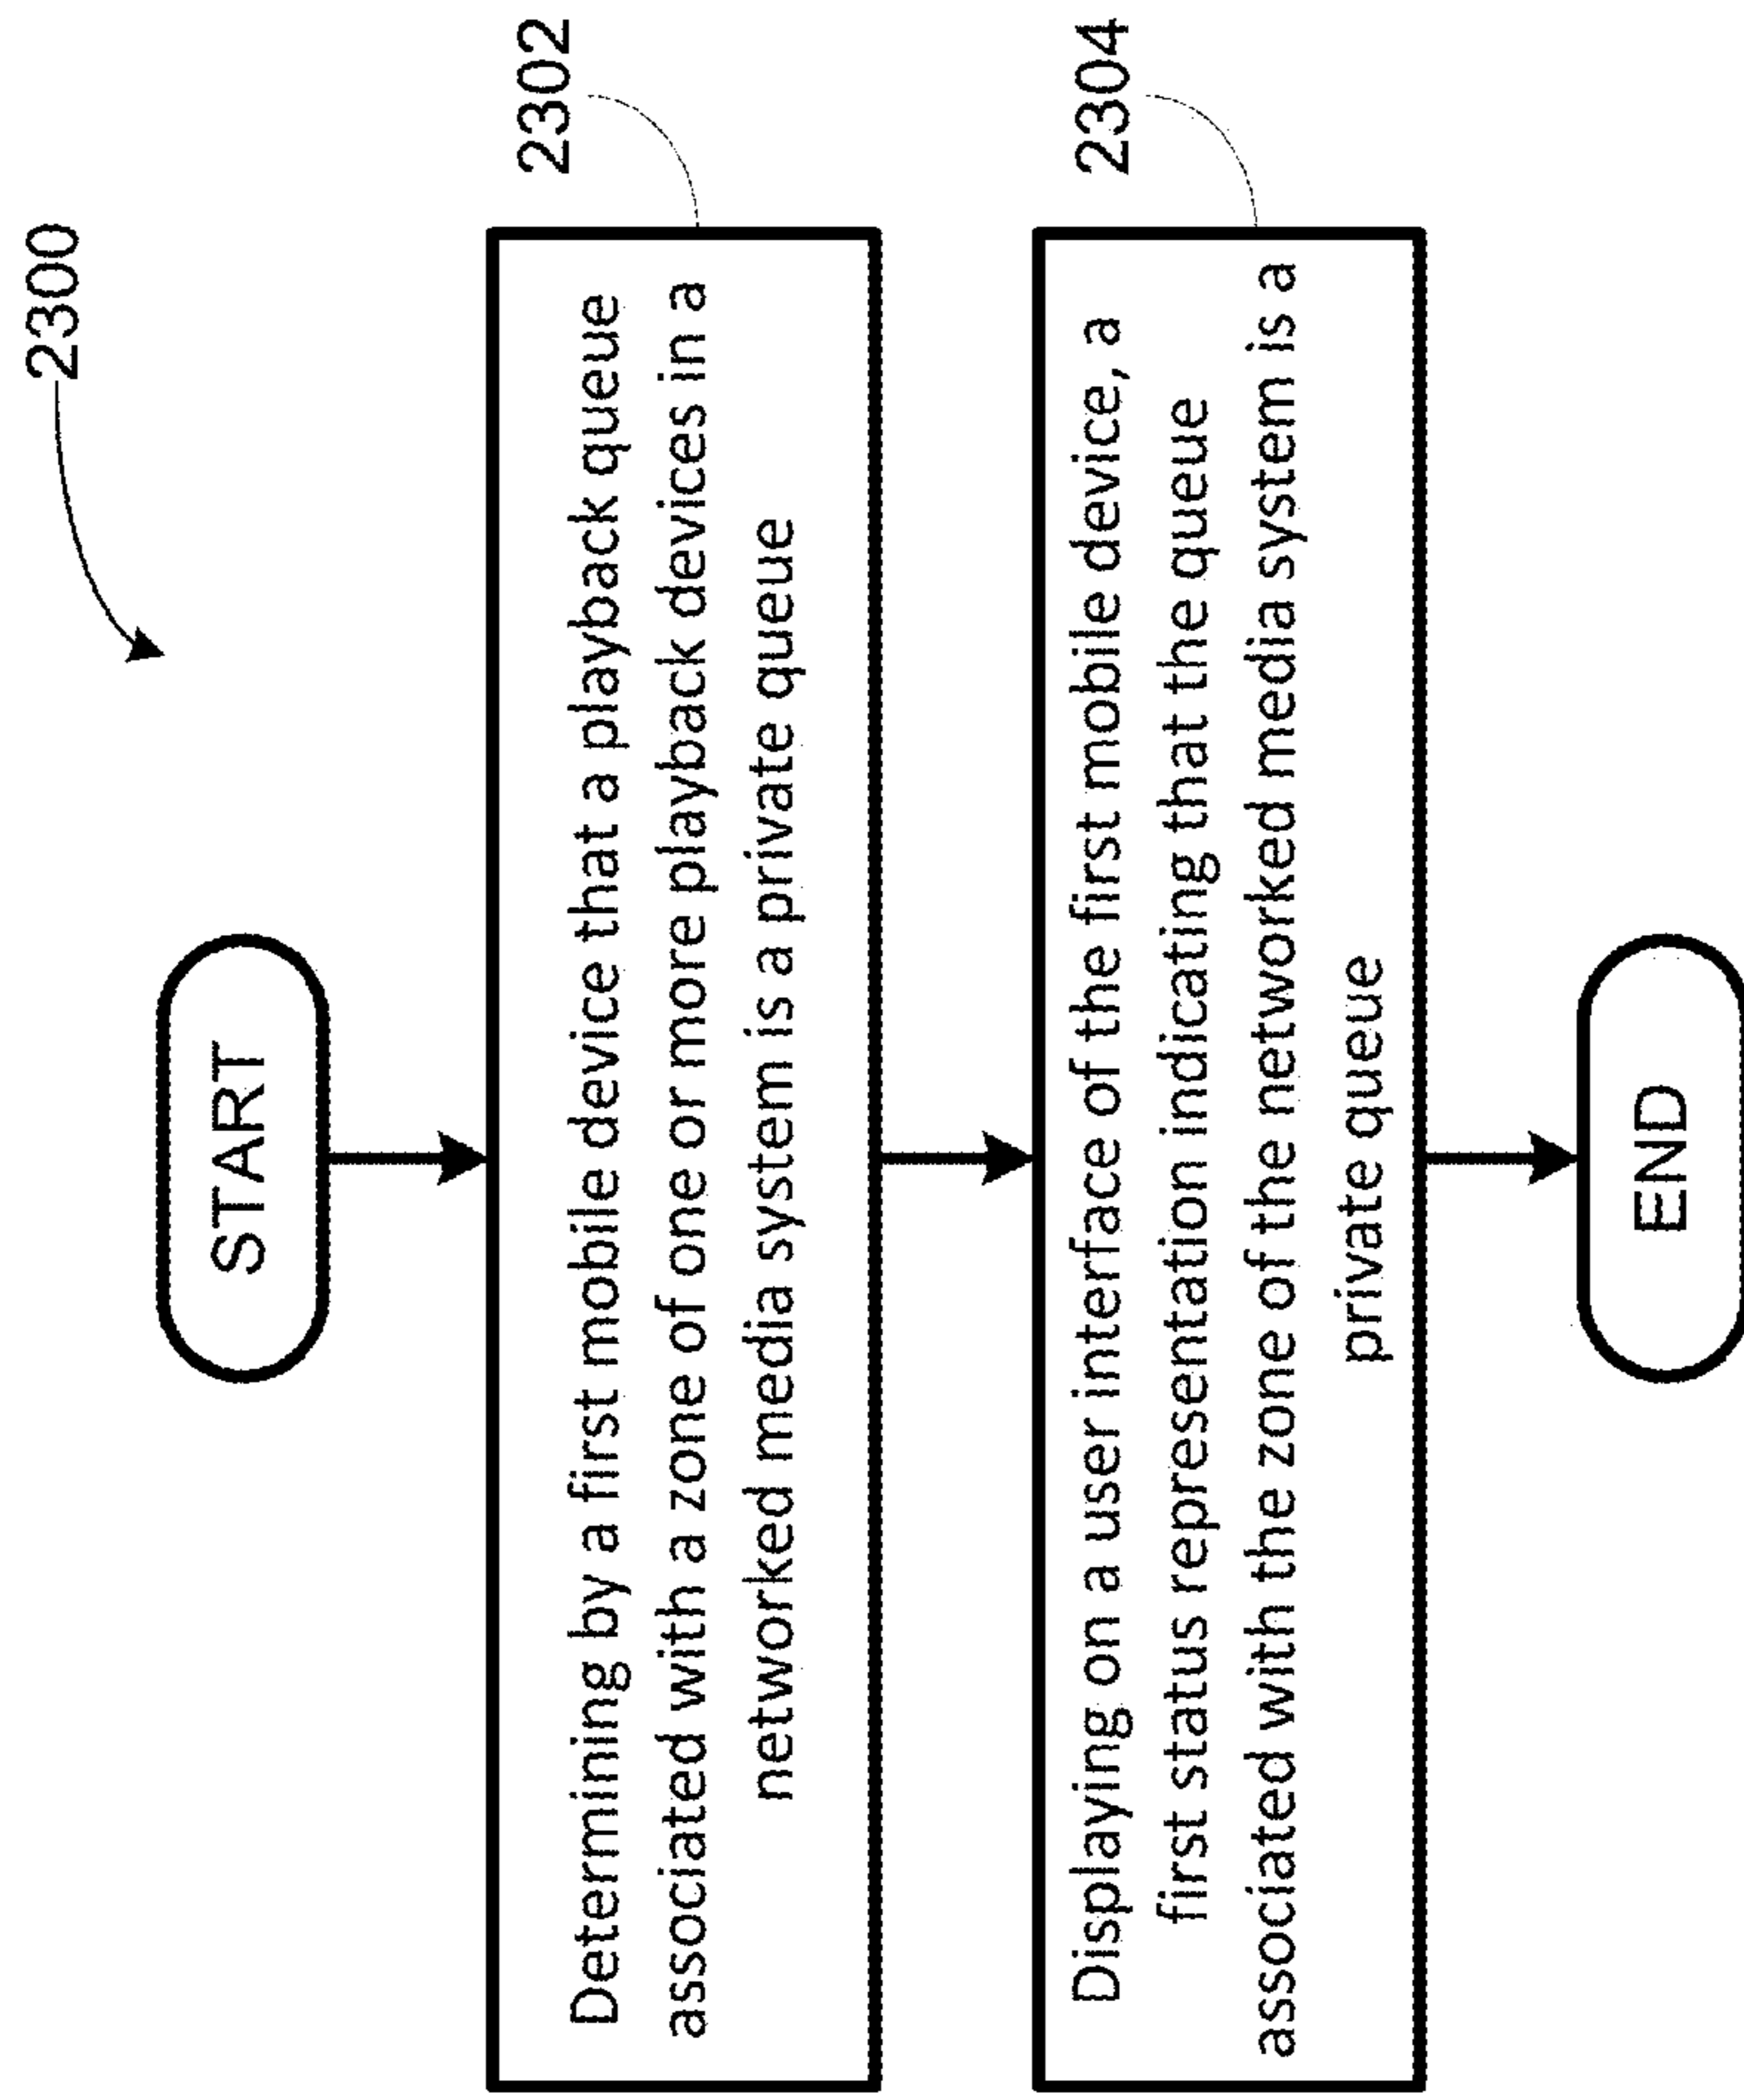 2300
START
Determining by a first mobile device that a playback queue
associated with a zone of one or more playback devices in a
networked media system is a private queue
2302
Displaying on a user interface of the first mobile device, a
first status representation indicating that the queue
associated with the zone of the networked media system is a
private queue
2304
END